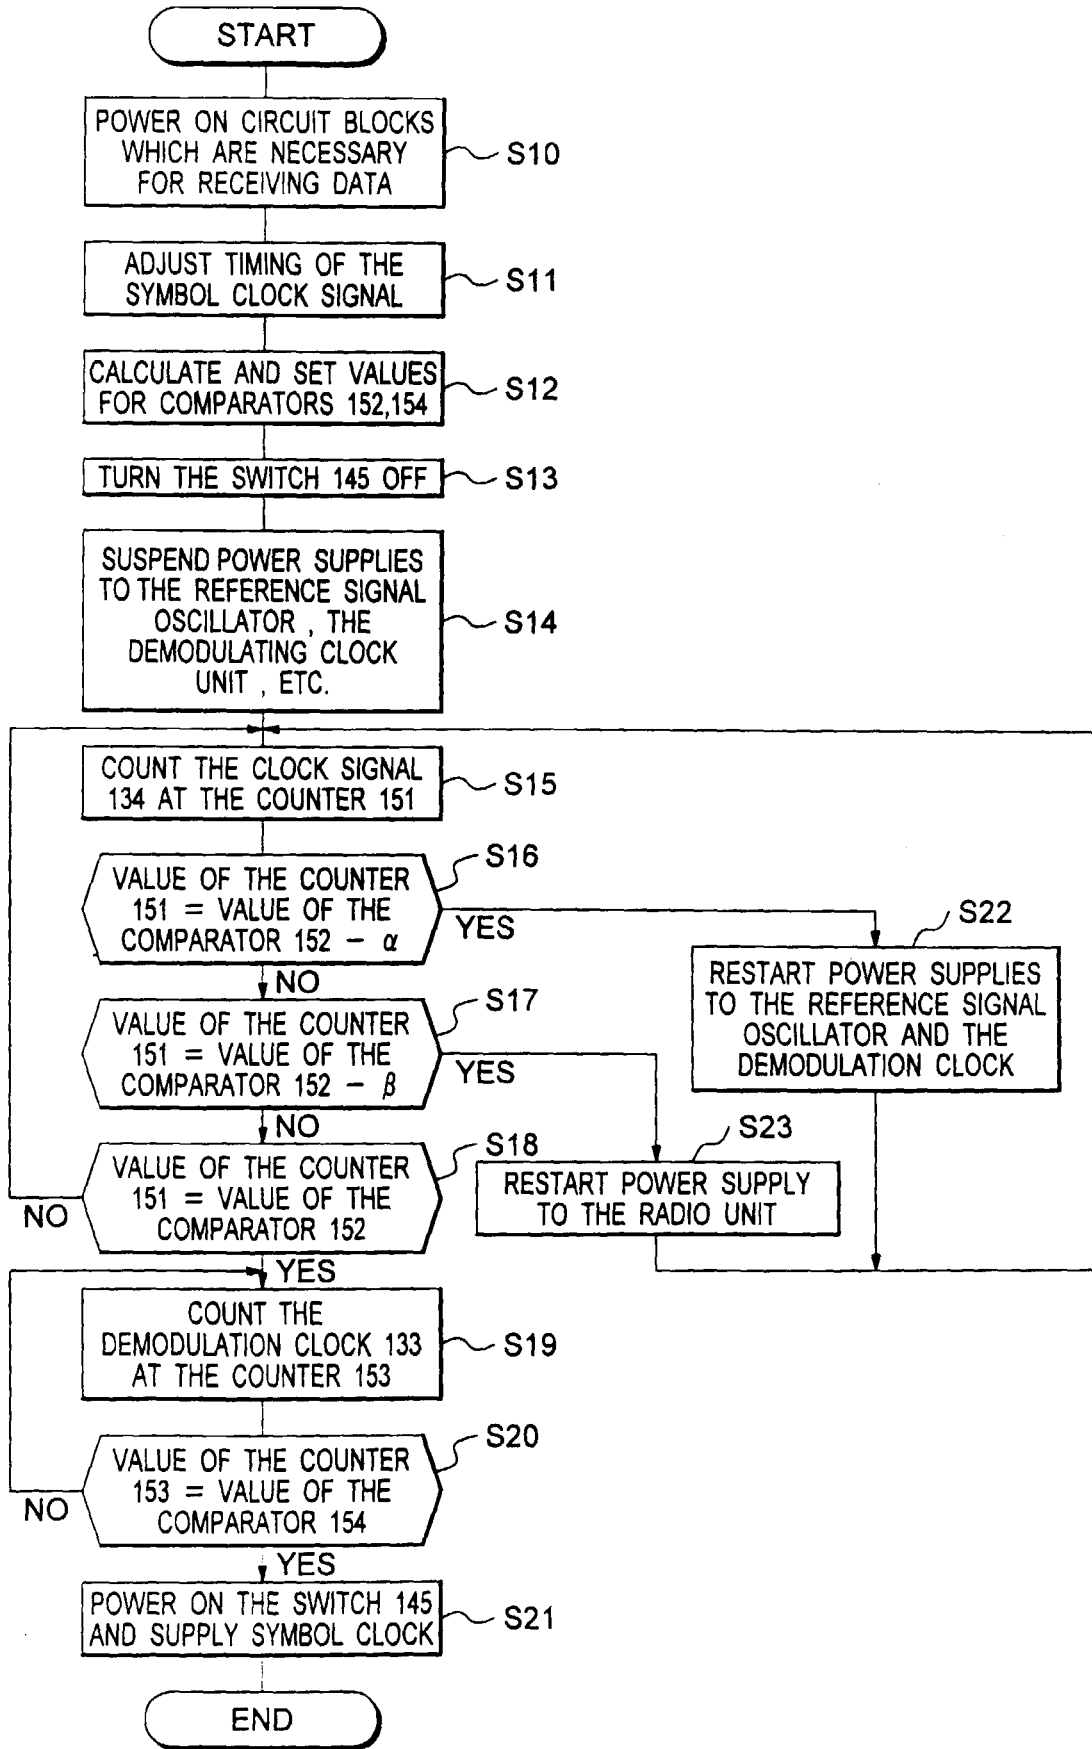 START
POWER ON CIRCUIT BLOCKS
WHICH ARE NECESSARY
FOR RECEIVING DATA
S10
ADJUST TIMING OF THE
SYMBOL CLOCK SIGNAL
S11
CALCULATE AND SET VALUES
FOR COMPARATORS 152,154
S12
TURN THE SWITCH 145 OFF
S13
SUSPEND POWER SUPPLIES
TO THE REFERENCE SIGNAL
OSCILLATOR , THE
DEMODULATING CLOCK
UNIT , ETC.
S14
COUNT THE CLOCK SIGNAL
134 AT THE COUNTER 151
S15
VALUE OF THE COUNTER
151 = VALUE OF THE
COMPARATOR 152 - α
S16
YES
NO
S22
RESTART POWER SUPPLIES
TO THE REFERENCE SIGNAL
OSCILLATOR AND THE
DEMODULATION CLOCK
VALUE OF THE COUNTER
151 = VALUE OF THE
COMPARATOR 152 - β
S17
YES
NO
S23
RESTART POWER SUPPLY
TO THE RADIO UNIT
VALUE OF THE COUNTER
151 = VALUE OF THE
COMPARATOR 152
S18
NO
YES
COUNT THE
DEMODULATION CLOCK 133
AT THE COUNTER 153
S19
VALUE OF THE COUNTER
153 = VALUE OF THE
COMPARATOR 154
S20
NO
YES
POWER ON THE SWITCH 145
AND SUPPLY SYMBOL CLOCK
S21
END